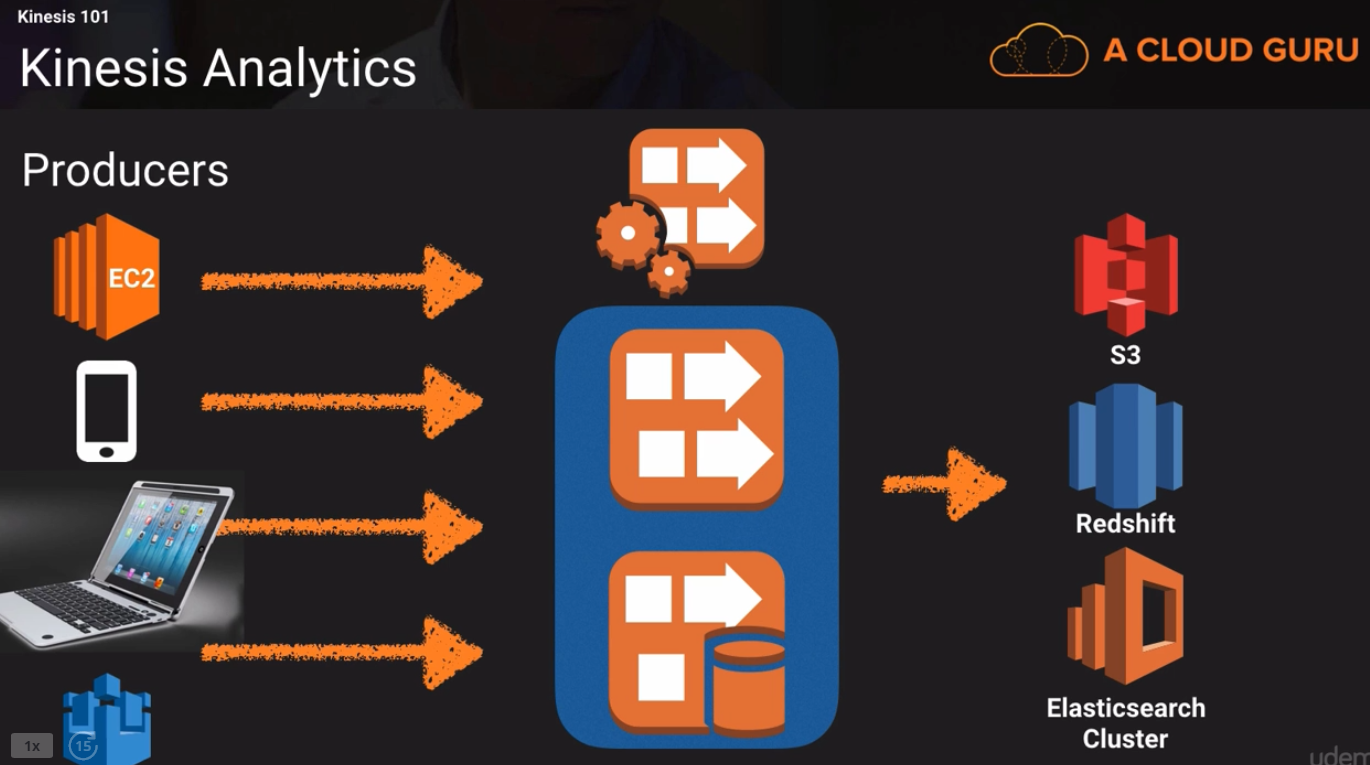 Kinesis 101
Kinesis Analytics
A CLOUD GURU
Producers
EC2
S3
Redshift
Elasticsearch
Cluster
1x
15